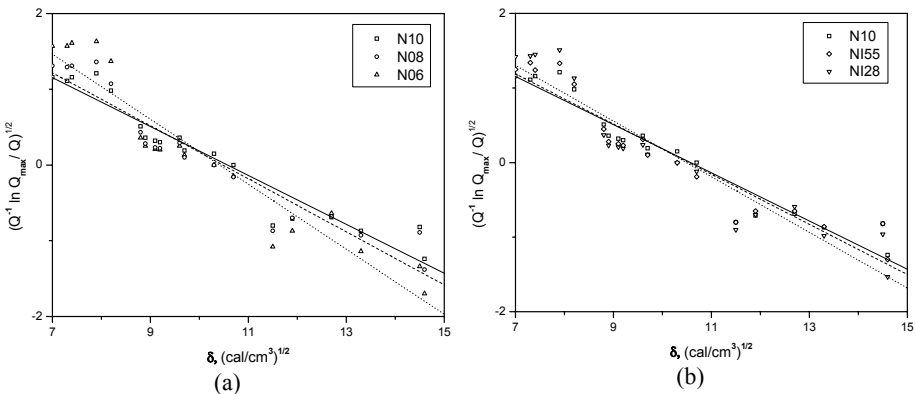 2
0
-2
7
9
11
13
15
(Q⁻¹ ln Q_max / Q)^1/2
δ, (cal/cm³)^1/2
N10
N08
N06
(a)
2
0
-2
7
9
11
13
15
(Q⁻¹ ln Q_max / Q)^1/2
δ, (cal/cm³)^1/2
N10
NI55
NI28
(b)